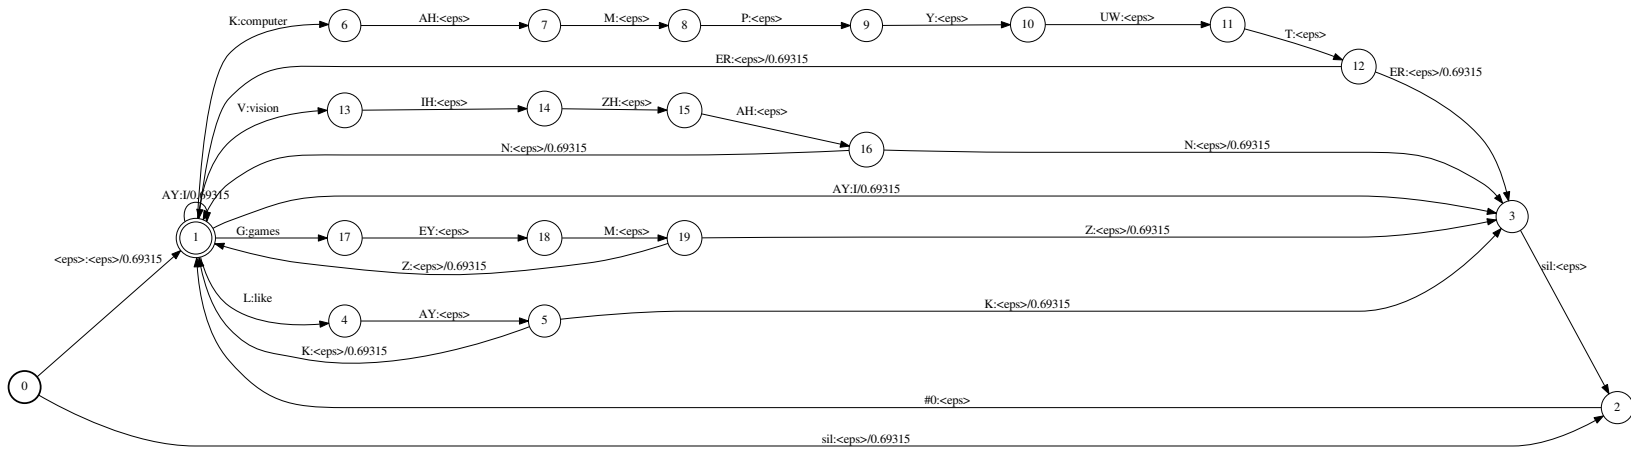 K:computer
6
AH:<eps>
7
M:<eps>
8
P:<eps>
9
Y:<eps>
10
UW:<eps>
11
T:<eps>
12
ER:<eps>/0.69315
ER:<eps>/0.69315
V:vision
13
IH:<eps>
14
ZH:<eps>
15
AH:<eps>
16
N:<eps>/0.69315
N:<eps>/0.69315
AY:I/0.69315
AY:I/0.69315
3
1
G:games
17
EY:<eps>
18
M:<eps>
19
Z:<eps>/0.69315
Z:<eps>/0.69315
<eps>:<eps>/0.69315
sil:<eps>
L:like
4
AY:<eps>
5
K:<eps>/0.69315
K:<eps>/0.69315
0
#0:<eps>
2
sil:<eps>/0.69315